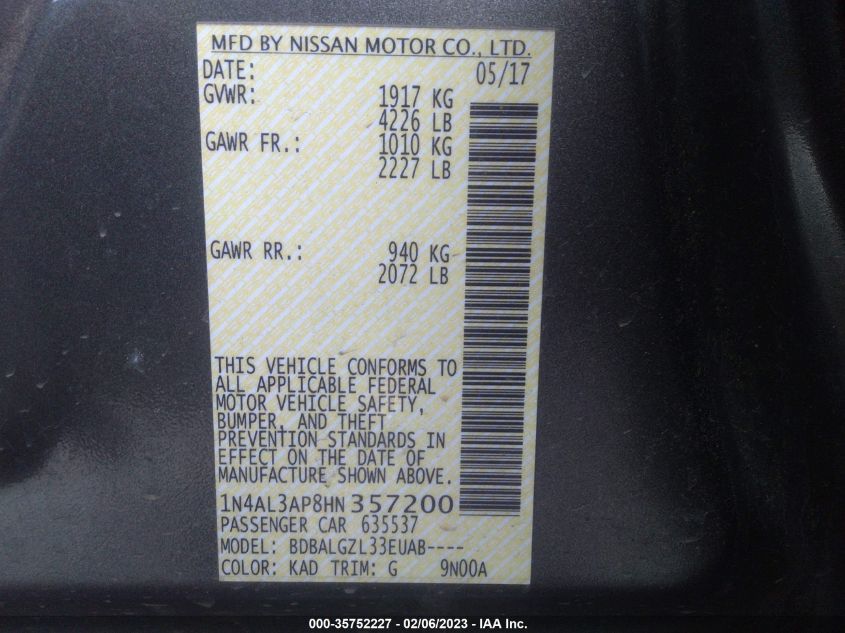 MFD BY NISSAN MOTOR CO., LTD.
DATE: 05/17
GVWR: 1917 KG
4226 LB
GAWR FR.: 1010 KG
2227 LB
GAWR RR.: 940 KG
2072 LB
THIS VEHICLE CONFORMS TO
ALL APPLICABLE FEDERAL
MOTOR VEHICLE SAFETY,
BUMPER, AND THEFT
PREVENTION STANDARDS IN
EFFECT ON THE DATE OF
MANUFACTURE SHOWN ABOVE.
1N4AL3AP8HN357200
PASSENGER CAR 635537
MODEL: BDBALGZL33EUAB----
COLOR: KAD TRIM: G 9N00A
000-35752227 - 02/06/2023 - IAA Inc.